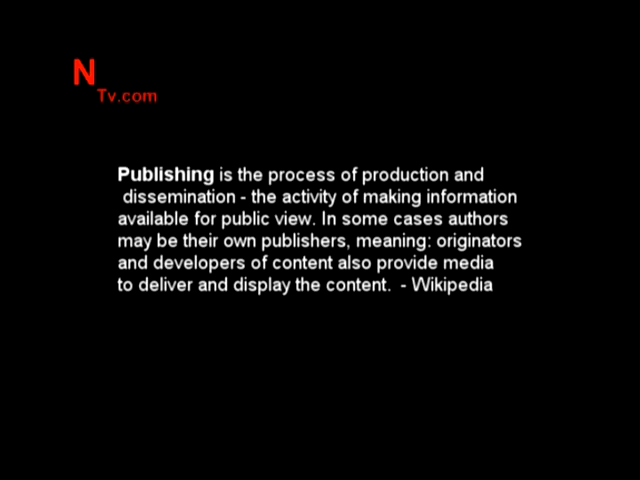 N
Tv.com
Publishing is the process of production and
dissemination - the activity of making information
available for public view. In some cases authors
may be their own publishers, meaning: originators
and developers of content also provide media
to deliver and display the content. - Wikipedia